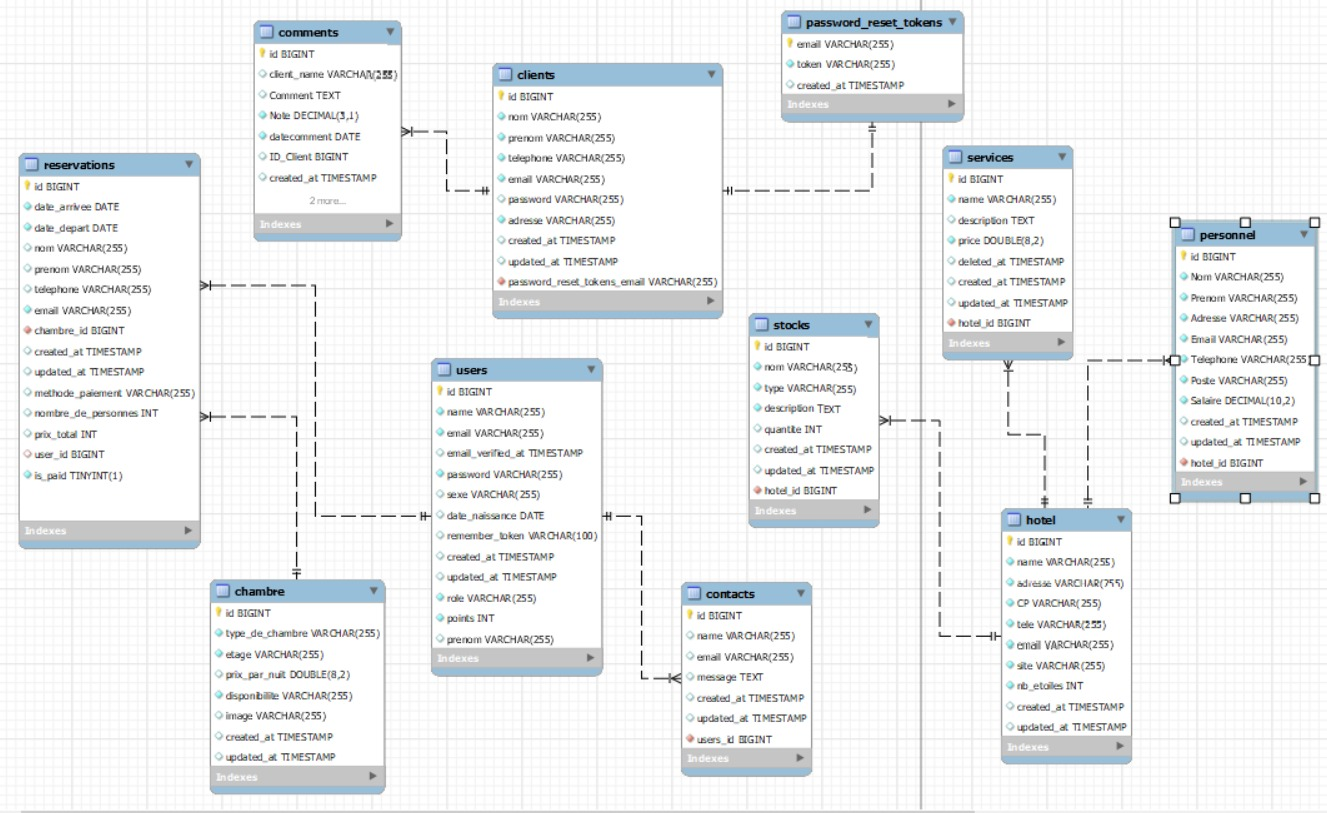 comments
id BIGINT
client_name VARCHAR(255)
Comment TEXT
Note DECIMAL(3,1)
datecomment DATE
ID_Client BIGINT
created_at TIMESTAMP
2 more...
Indexes
password_reset_tokens
email VARCHAR(255)
token VARCHAR(255)
created_at TIMESTAMP
Indexes
clients
id BIGINT
nom VARCHAR(255)
prenom VARCHAR(255)
telephone VARCHAR(255)
email VARCHAR(255)
password VARCHAR(255)
adresse VARCHAR(255)
created_at TIMESTAMP
updated_at TIMESTAMP
password_reset_tokens_email VARCHAR(255)
Indexes
reservations
id BIGINT
date_arrivee DATE
date_depart DATE
nom VARCHAR(255)
prenom VARCHAR(255)
telephone VARCHAR(255)
email VARCHAR(255)
chambre_id BIGINT
created_at TIMESTAMP
updated_at TIMESTAMP
methode_paiement VARCHAR(255)
nombre_de_personnes INT
prix_total INT
user_id BIGINT
is_paid TINYINT(1)
Indexes
services
id BIGINT
name VARCHAR(255)
description TEXT
price DOUBLE(8,2)
deleted_at TIMESTAMP
created_at TIMESTAMP
updated_at TIMESTAMP
hotel_id BIGINT
Indexes
personnel
id BIGINT
Nom VARCHAR(255)
Prenom VARCHAR(255)
Adresse VARCHAR(255)
Email VARCHAR(255)
Telephone VARCHAR(255
Poste VARCHAR(255)
Salaire DECIMAL(10,2)
created_at TIMESTAMP
updated_at TIMESTAMP
hotel_id BIGINT
Indexes
stocks
id BIGINT
nom VARCHAR(255)
type VARCHAR(255)
description TEXT
quantite INT
created_at TIMESTAMP
updated_at TIMESTAMP
hotel_id BIGINT
Indexes
users
id BIGINT
name VARCHAR(255)
email VARCHAR(255)
email_verified_at TIMESTAMP
password VARCHAR(255)
sexe VARCHAR(255)
date_naissance DATE
remember_token VARCHAR(100)
created_at TIMESTAMP
updated_at TIMESTAMP
role VARCHAR(255)
points INT
prenom VARCHAR(255)
Indexes
hotel
id BIGINT
name VARCHAR(255)
adresse VARCHAR(255)
CP VARCHAR(255)
tele VARCHAR(255)
email VARCHAR(255)
site VARCHAR(255)
nb_etoiles INT
created_at TIMESTAMP
updated_at TIMESTAMP
Indexes
chambre
id BIGINT
type_de_chambre VARCHAR(255)
etage VARCHAR(255)
prix_par_nuit DOUBLE(8,2)
disponibilite VARCHAR(255)
image VARCHAR(255)
created_at TIMESTAMP
updated_at TIMESTAMP
Indexes
contacts
id BIGINT
name VARCHAR(255)
email VARCHAR(255)
message TEXT
created_at TIMESTAMP
updated_at TIMESTAMP
users_id BIGINT
Indexes